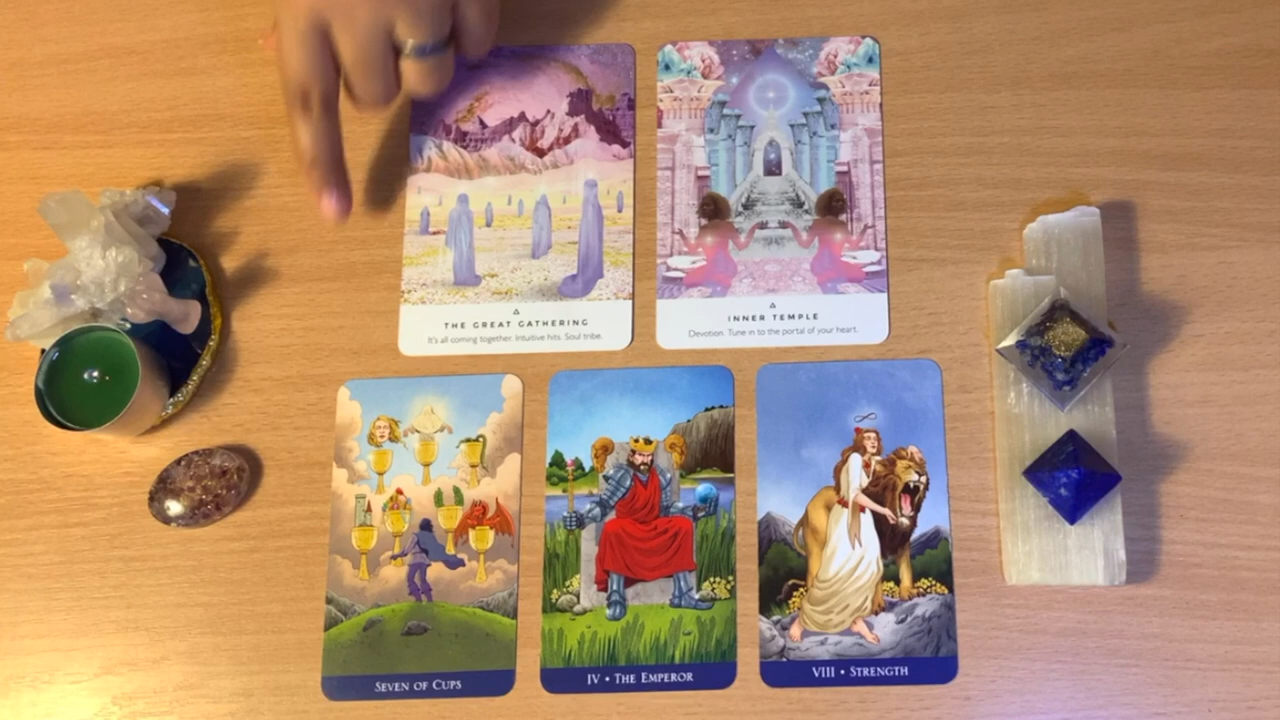 THE GREAT GATHERING
It's all coming together. Intuitive hits. Soul tribe.
INNER TEMPLE
Devotion. Tune in to the portal of your heart.
SEVEN OF CUPS
IV • THE EMPEROR
VIII • STRENGTH